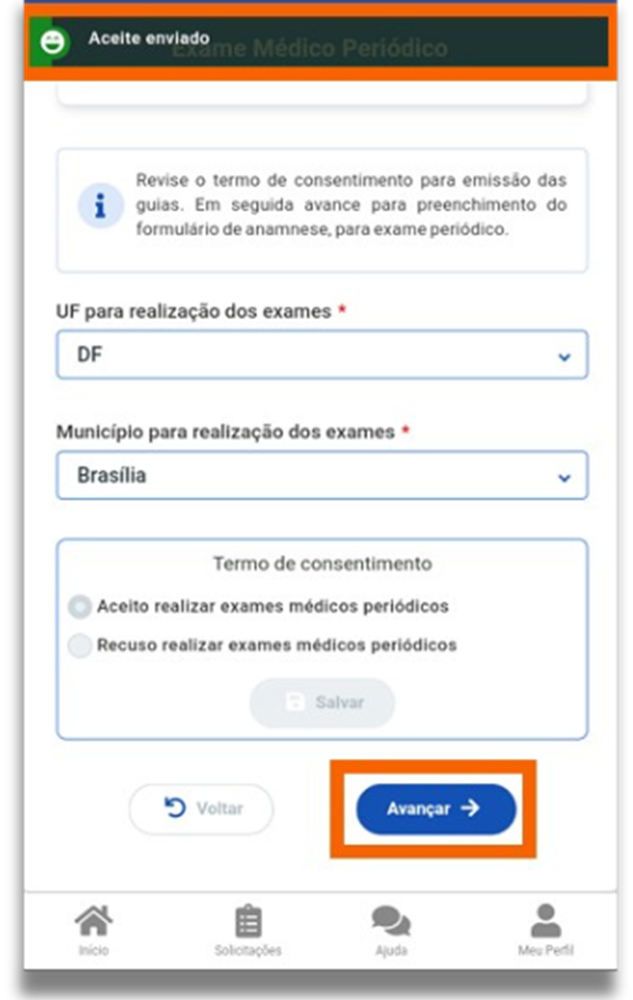 Aceite enviado
Exame Médico Periódico
Revise o termo de consentimento para emissão das
guias. Em seguida avance para preenchimento do
formulário de anamnese, para exame periódico.
UF para realização dos exames *
DF
Município para realização dos exames *
Brasília
Termo de consentimento
Aceito realizar exames médicos periódicos
Recuso realizar exames médicos periódicos
Salvar
Voltar
Avançar
Início
Solicitações
Ajuda
Meu Perfil